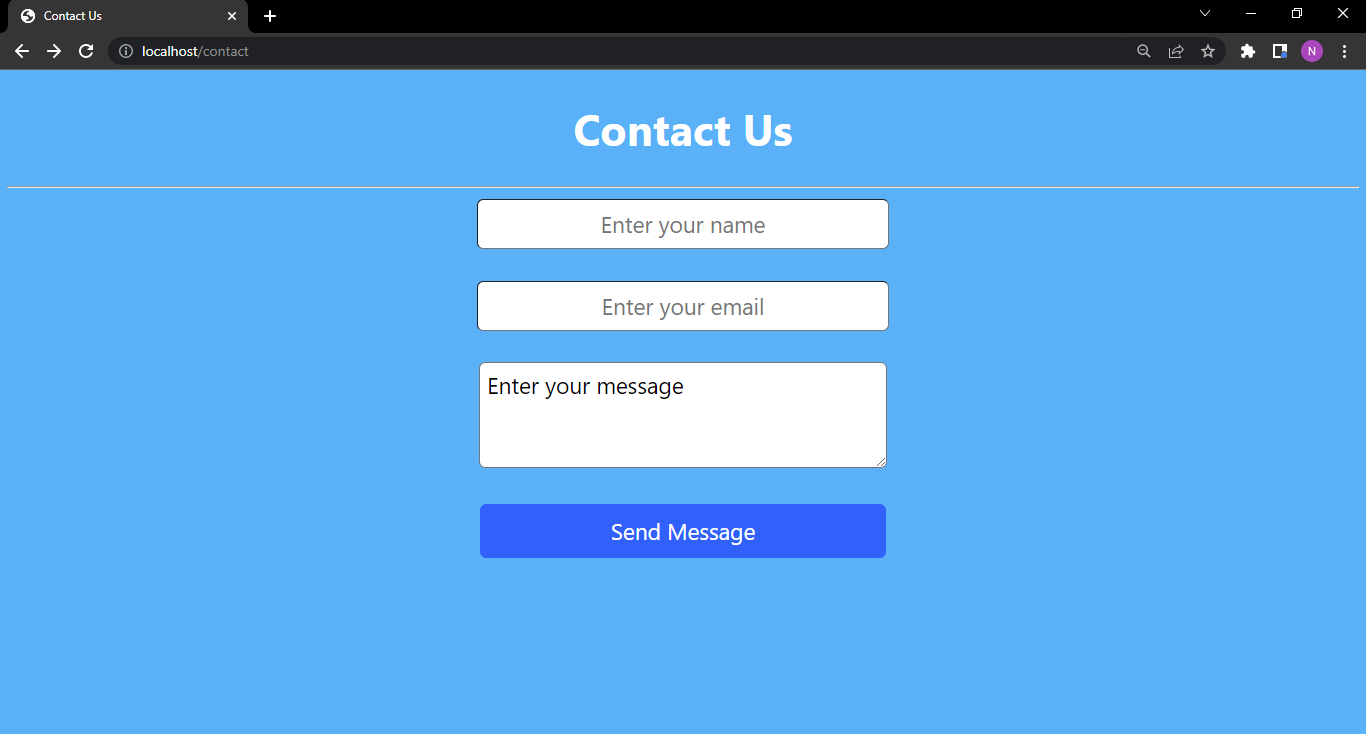 Contact Us
localhost/contact
N
Contact Us
Enter your name
Enter your email
Enter your message
Send Message